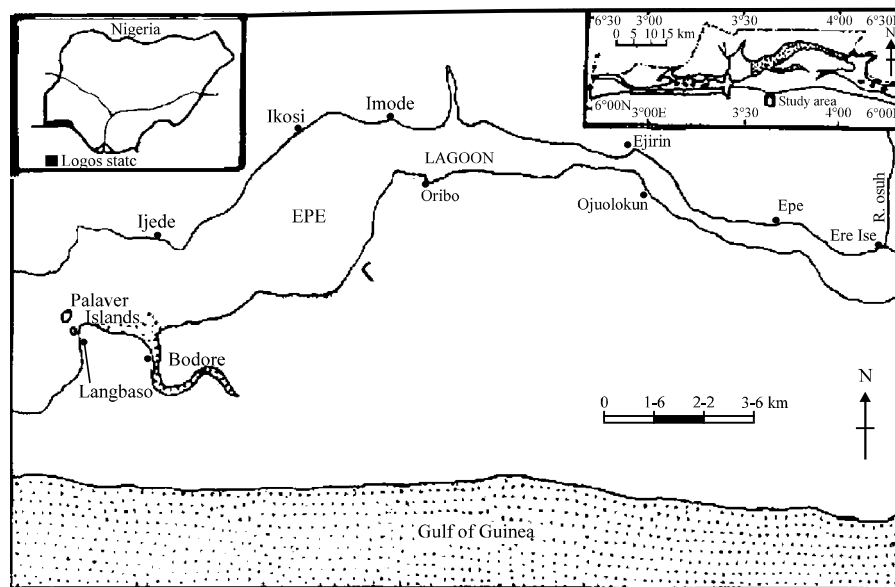 Nigeria
Logos statc
6°30' 3°00 3°30 4°00 6°30'
0 5 10 15 km
N
6°00N 3°00E 3°30 4°00 6°00
Study area
Ikosi
Imode
Ejirin
LAGOON
EPE
Oribo
Ojuolokun
Epe
Ere Ise
R. osuh
Ijede
Palaver
Islands
Bodore
Langbaso
0 1-6 2-2 3-6 km
N
Gulf of Guinea